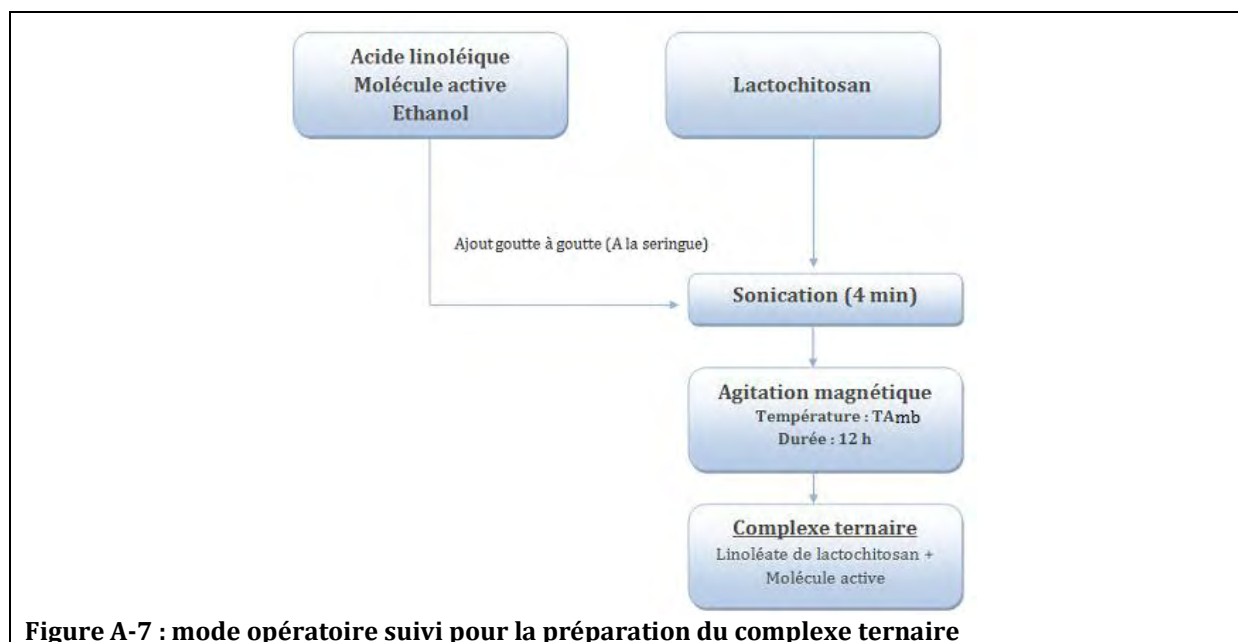 Acide linoléique
Molécule active
Ethanol
Lactochitosan
Ajout goutte à goutte (A la seringue)
Sonication (4 min)
Agitation magnétique
Température : TAmb
Durée : 12 h
Complexe ternaire
Linoléate de lactochitosan +
Molécule active
Figure A-7 : mode opératoire suivi pour la préparation du complexe ternaire